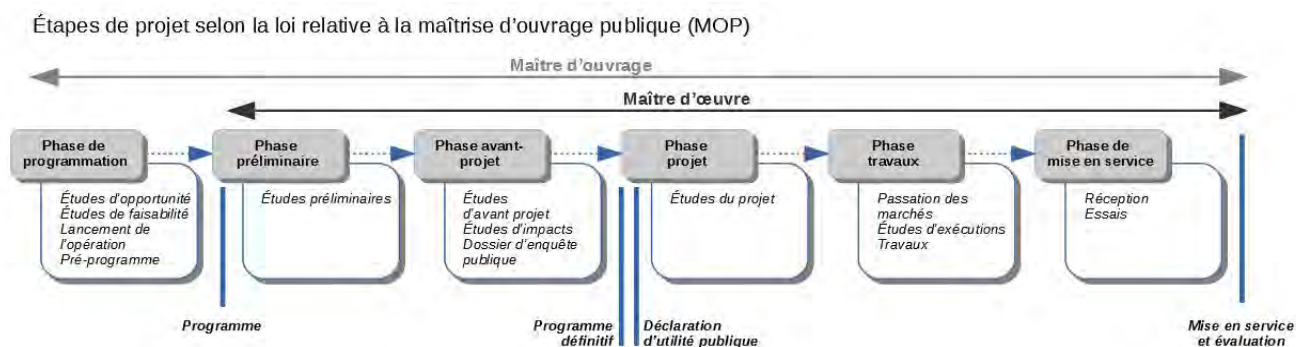 Étapes de projet selon la loi relative à la maîtrise d'ouvrage publique (MOP)
Maître d'ouvrage
Maître d'œuvre
Phase de
programmation
Études d'opportunité
Études de faisabilité
Lancement de
l'opération
Pré-programme
Phase
préliminaire
Études préliminaires
Phase avant-
projet
Études
d'avant projet
Études d'impacts
Dossier d'enquête
publique
Phase
projet
Études du projet
Phase
travaux
Passation des
marchés
Études d'exécutions
Travaux
Phase de
mise en service
Réception
Essais
Programme
Programme
définitif
Déclaration
d'utilité publique
Mise en service
et évaluation